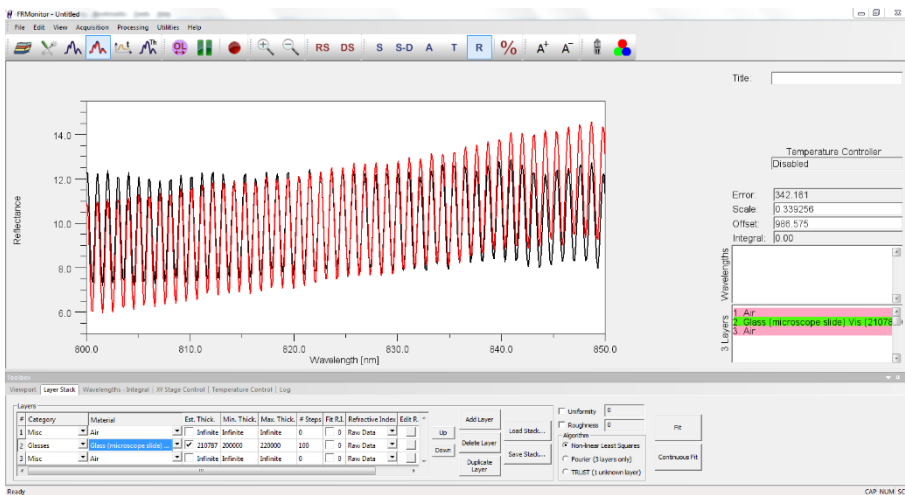 FRMonitor - Untitled
File Edit View Acquisition Processing Utilities Help
Th OL RS DS S S-D A T R % A+ A-
Title:
Temperature Controller
Disabled
Error: 342.161
Scale: 0.339256
Offset: 986.575
Integral: 0.00
Wavelengths
3 Layers
1 Air
2 Glass (microscope slide) Vis (21078
3 Air
Reflectance
14.0
12.0
10.0
8.0
6.0
800.0 810.0 820.0 830.0 840.0 850.0
Wavelength [nm]
Toolbox
Viewport Layer Stack Wavelengths - Integral XY Stage Control Temperature Control Log
Layers
# Category Material Est. Thick. Min. Thick. Max. Thick. # Steps Fit R.I. Refractive Index Edit R.
1 Misc Air Infinite Infinite Infinite 0 0 Raw Data
2 Glasses Glass (microscope slide) ... 210787 200000 220000 100 0 Raw Data
3 Misc Air Infinite Infinite Infinite 0 0 Raw Data
Up
Down
Add Layer
Delete Layer
Duplicate Layer
Load Stack...
Save Stack...
Uniformity 0
Roughness 0
Algorithm
Non-linear Least Squares
Fourier (3 layers only)
TRUST (1 unknown layer)
Fit
Continuous Fit
Ready
CAP NUM SC